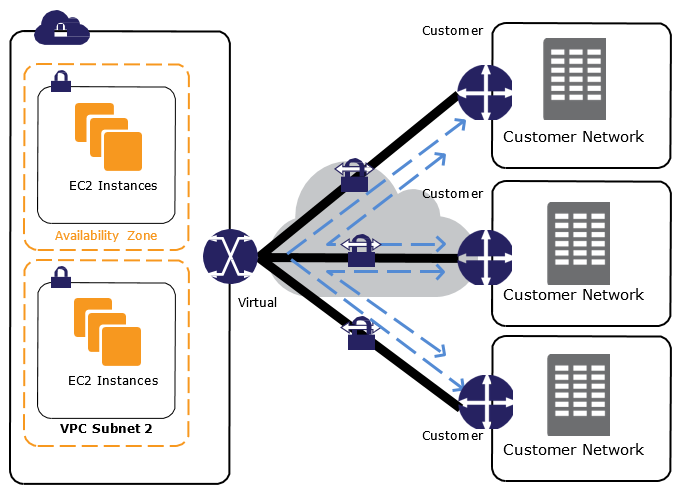 EC2 Instances
Availability Zone
EC2 Instances
VPC Subnet 2
Virtual
Customer
Customer Network
Customer
Customer Network
Customer
Customer Network